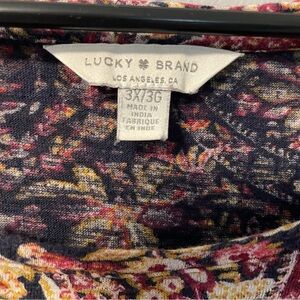 LUCKY BRAND
LOS ANGELES, CA
3X/3G
MADE IN
INDIA
FABRIQUÉ
EN INDE